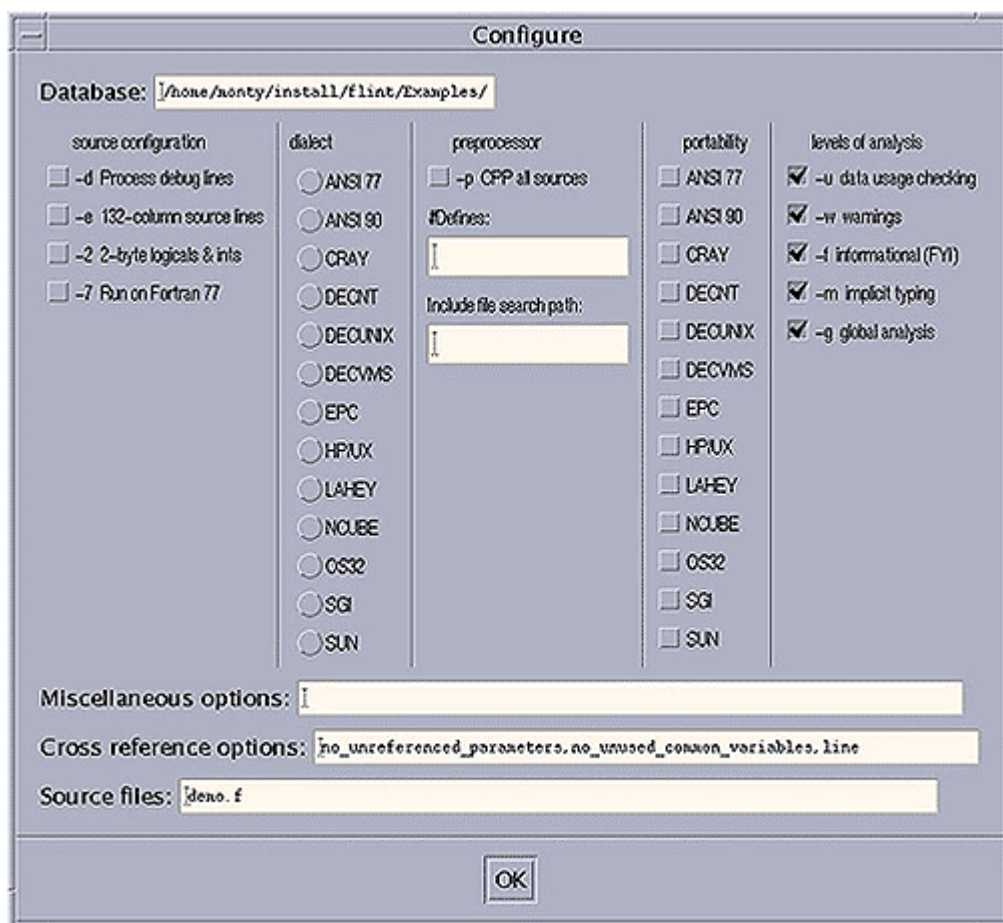 Configure
Database: /home/monty/install/flint/Examples/
source configuration
-d Process debug lines
-e 132-column source lines
-2 2-byte logicals & ints
-7 Run on Fortran 77
dialect
ANSI 77
ANSI 90
CRAY
DECNT
DECUNIX
DECVMS
EPC
HP/UX
LAHEY
NCUBE
OS32
SGI
SUN
preprocessor
-p CPP all sources
#Defines:
Include file search path:
portability
ANSI 77
ANSI 90
CRAY
DECNT
DECUNIX
DECVMS
EPC
HP/UX
LAHEY
NCUBE
OS32
SGI
SUN
levels of analysis
-u data usage checking
-w warnings
-f informational (FYI)
-m implicit typing
-g global analysis
Miscellaneous options:
Cross reference options: no_unreferenced_parameters,no_unused_common_variables,line
Source files: demo.f
OK